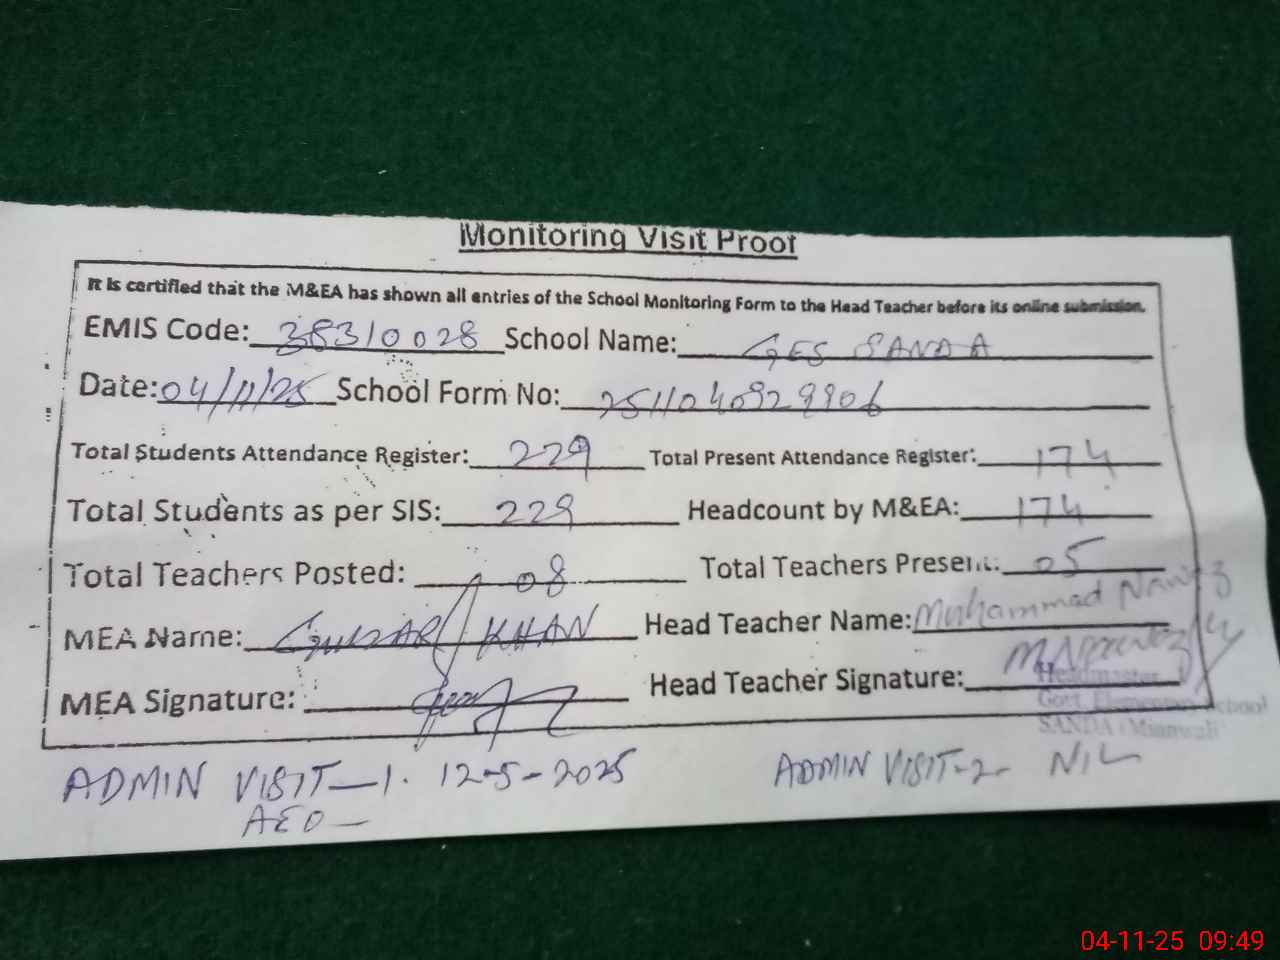 Monitoring Visit Proof
It is certified that the M&EA has shown all entries of the School Monitoring Form to the Head Teacher before its online submission.
EMIS Code: 38310028 School Name: GES SANDA
Date: 04/11/25 School Form No:
Total Students Attendance Register: 229 Total Present Attendance Register: 174
Total Students as per SIS: 229 Headcount by M&EA: 174
Total Teachers Posted: 08 Total Teachers Present: 05
MEA Name: GULZAR KHAN Head Teacher Name: Muhammad
MEA Signature: Head Teacher Signature:
Headmaster
Govt. Elementary School
SANDA (Mianwali)
ADMIN VISIT-1. 12-5-2025 ADMIN VISIT-2- NIL
AEO-
04-11-25 09:49